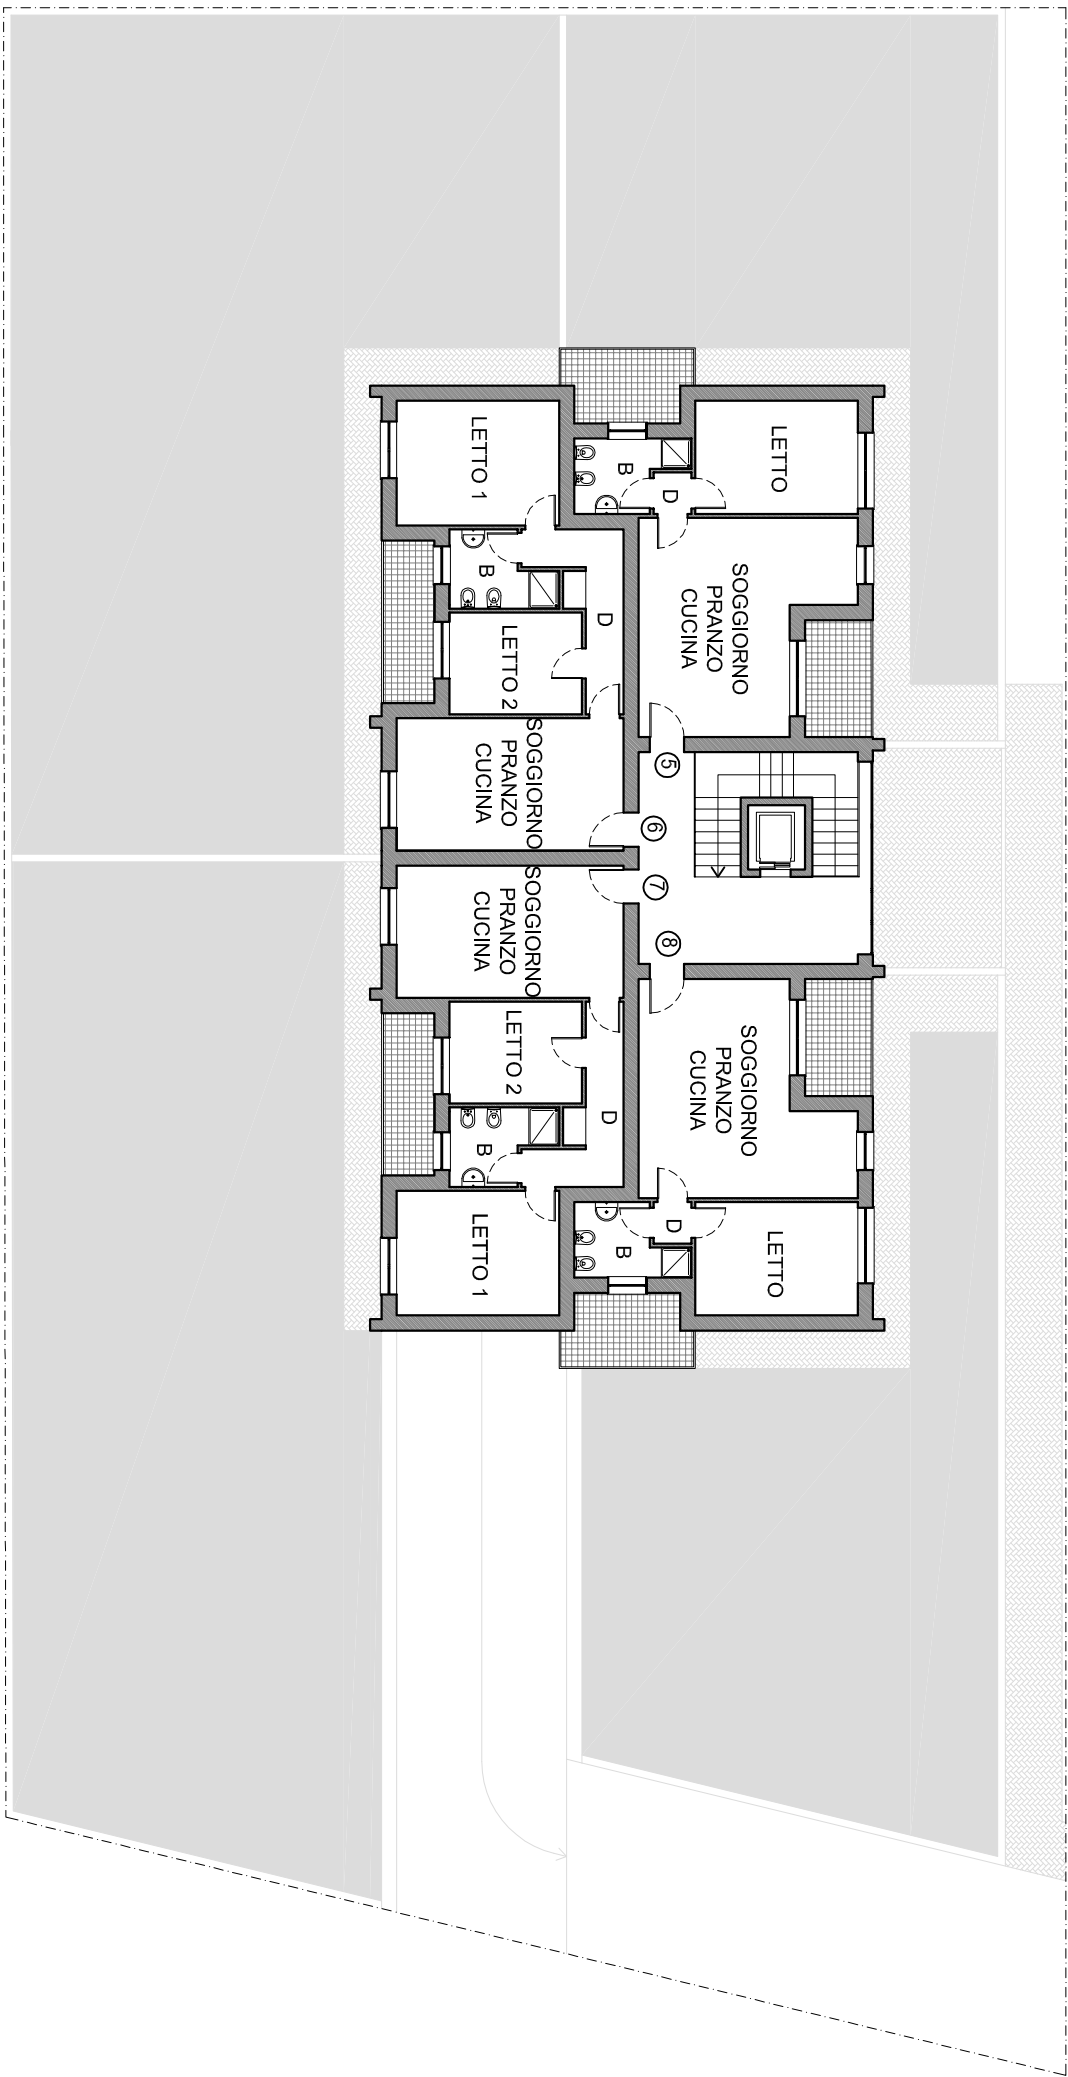 LETTO 1
B
D
LETTO
B
LETTO 2
D
SOGGIORNO
PRANZO
CUCINA
D
SOGGIORNO
PRANZO
CUCINA
5
6
7
8
SOGGIORNO
PRANZO
CUCINA
SOGGIORNO
PRANZO
CUCINA
LETTO 2
B
D
LETTO 1
B
D
LETTO